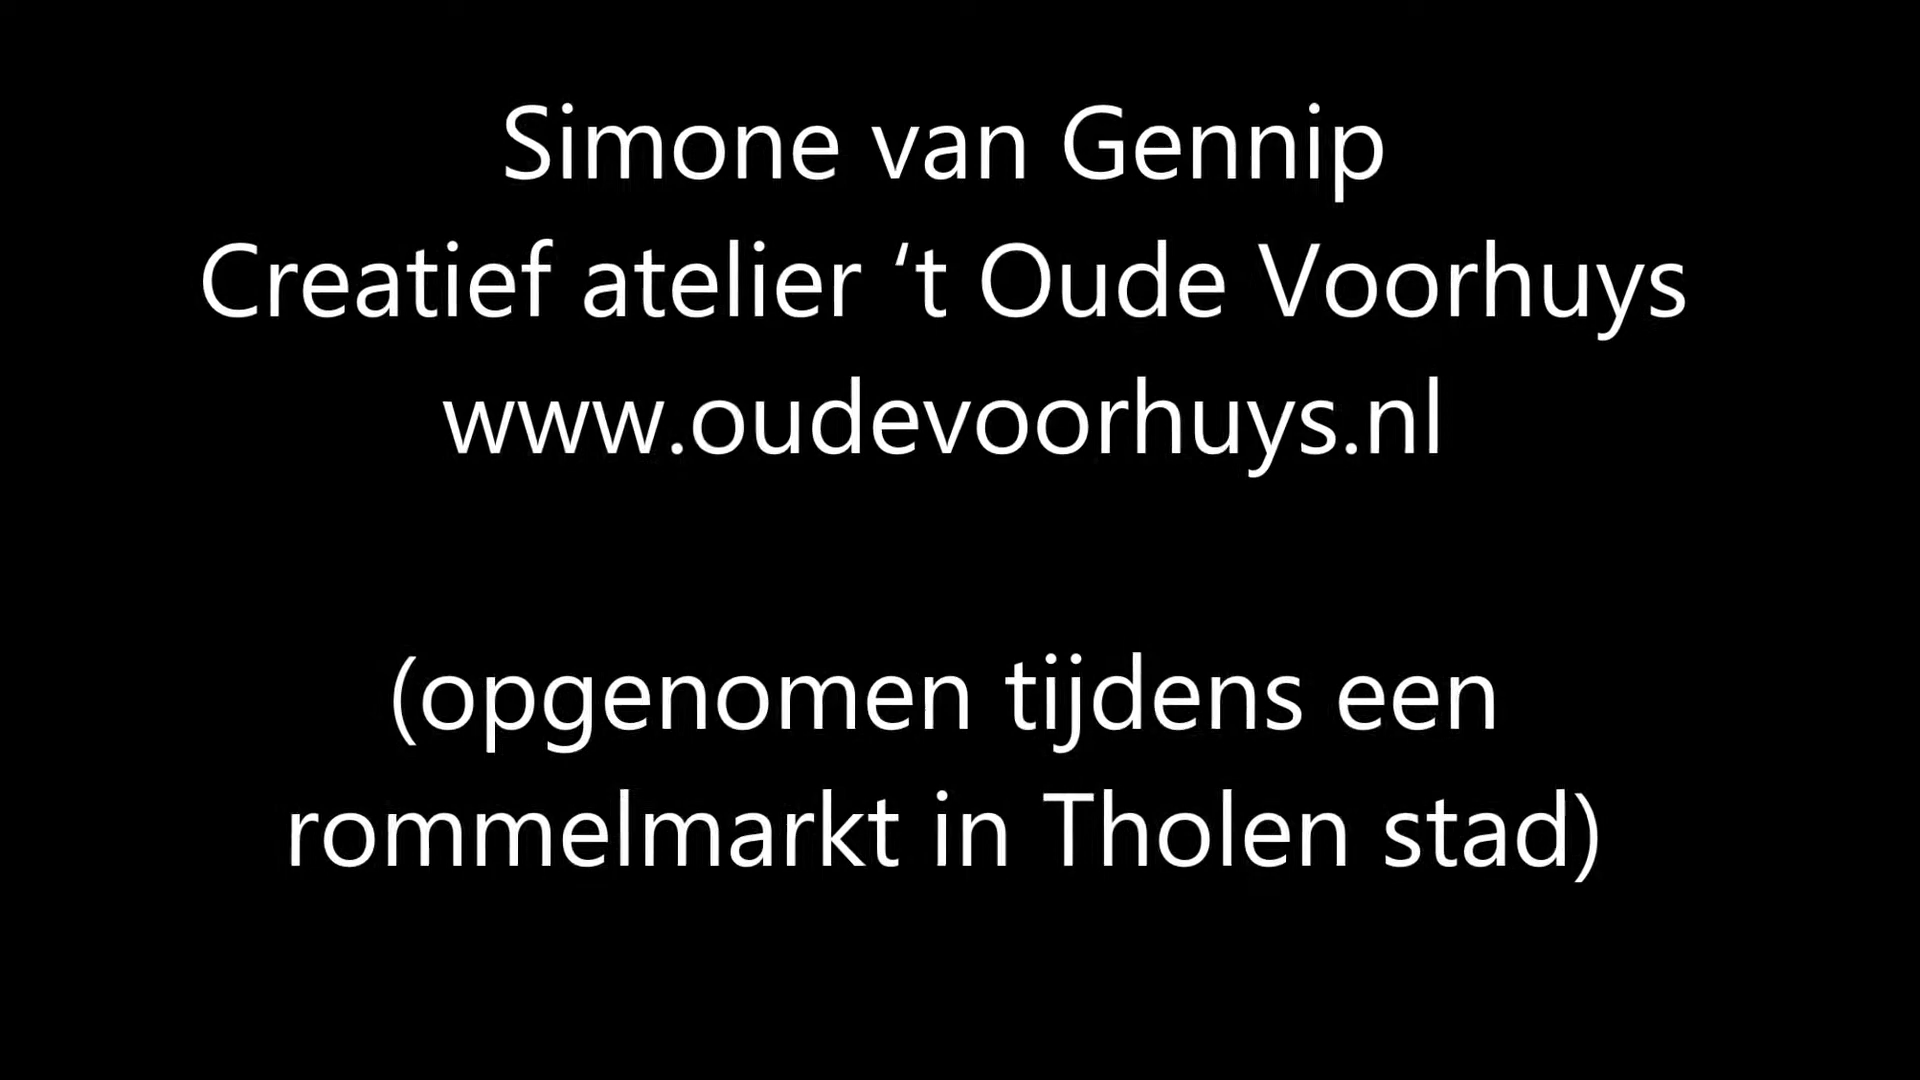 Simone van Gennip
Creatief atelier ‘t Oude Voorhuys
www.oudevoorhuys.nl
(opgenomen tijdens een
rommelmarkt in Tholen stad)